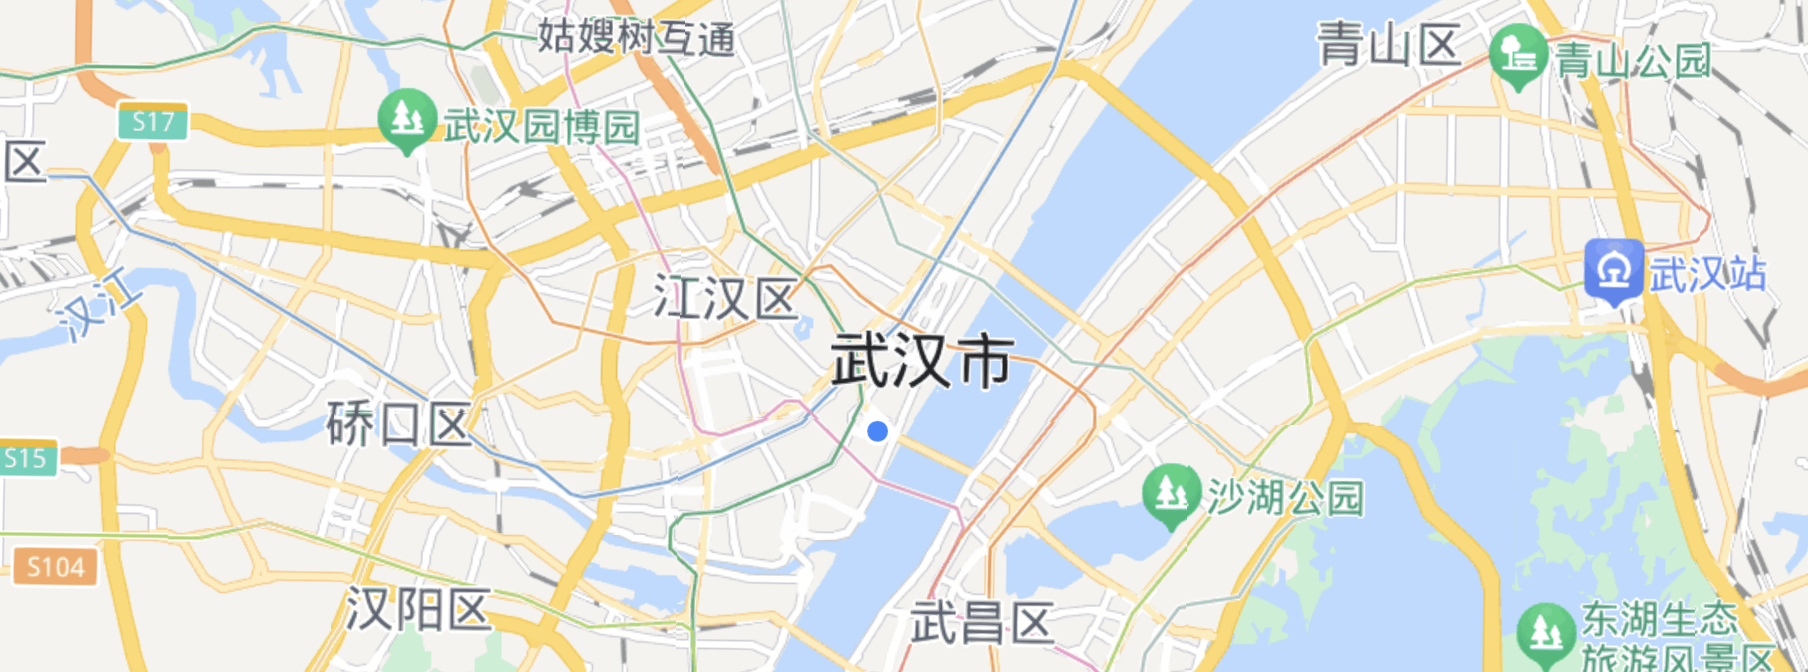 姑嫂树互通
青山区
青山公园
S17
武汉园博园
区
汉江
江汉区
武汉站
武汉市
硚口区
S15
沙湖公园
S104
汉阳区
武昌区
东湖生态
旅游风景区